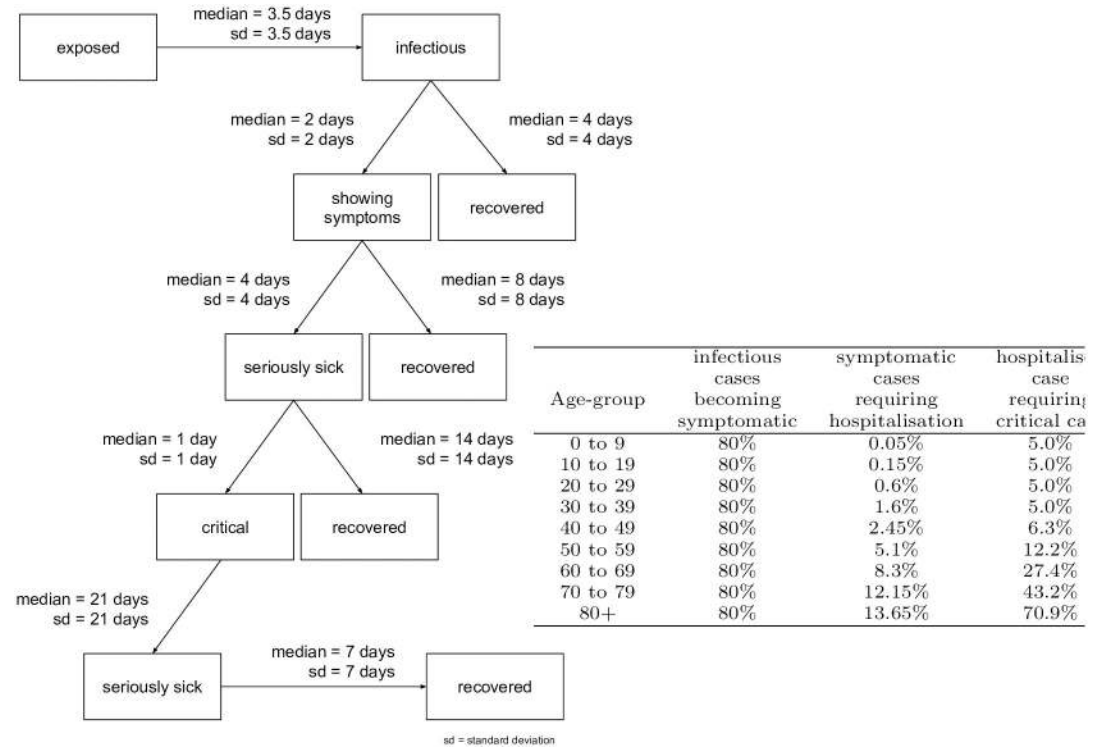 median = 3.5 days
sd = 3.5 days
exposed
infectious
median = 2 days
sd = 2 days
median = 4 days
sd = 4 days
showing
symptoms
recovered
median = 4 days
sd = 4 days
median = 8 days
sd = 8 days
seriously sick
recovered
median = 1 day
sd = 1 day
median = 14 days
sd = 14 days
critical
recovered
median = 21 days
sd = 21 days
seriously sick
median = 7 days
sd = 7 days
recovered
sd = standard deviation
infectious symptomatic hospitalis
cases cases case
Age-group becoming requiring requiring
symptomatic hospitalisation critical ca
0 to 9 80% 0.05% 5.0%
10 to 19 80% 0.15% 5.0%
20 to 29 80% 0.6% 5.0%
30 to 39 80% 1.6% 5.0%
40 to 49 80% 2.45% 6.3%
50 to 59 80% 5.1% 12.2%
60 to 69 80% 8.3% 27.4%
70 to 79 80% 12.15% 43.2%
80+ 80% 13.65% 70.9%